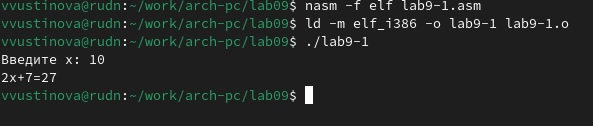 vvustinova@rudn:~/work/arch-pc/lab09$ nasm -f elf lab9-1.asm
vvustinova@rudn:~/work/arch-pc/lab09$ ld -m elf_i386 -o lab9-1 lab9-1.o
vvustinova@rudn:~/work/arch-pc/lab09$ ./lab9-1
Введите x: 10
2x+7=27
vvustinova@rudn:~/work/arch-pc/lab09$